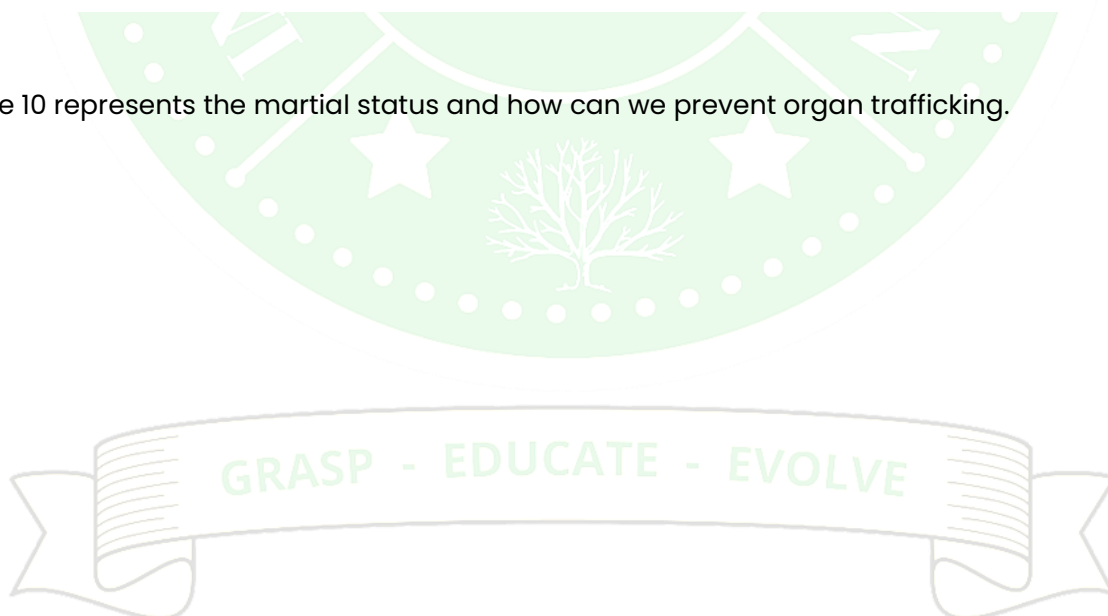 e 10 represents the martial status and how can we prevent organ trafficking.
GRASP - EDUCATE - EVOLVE